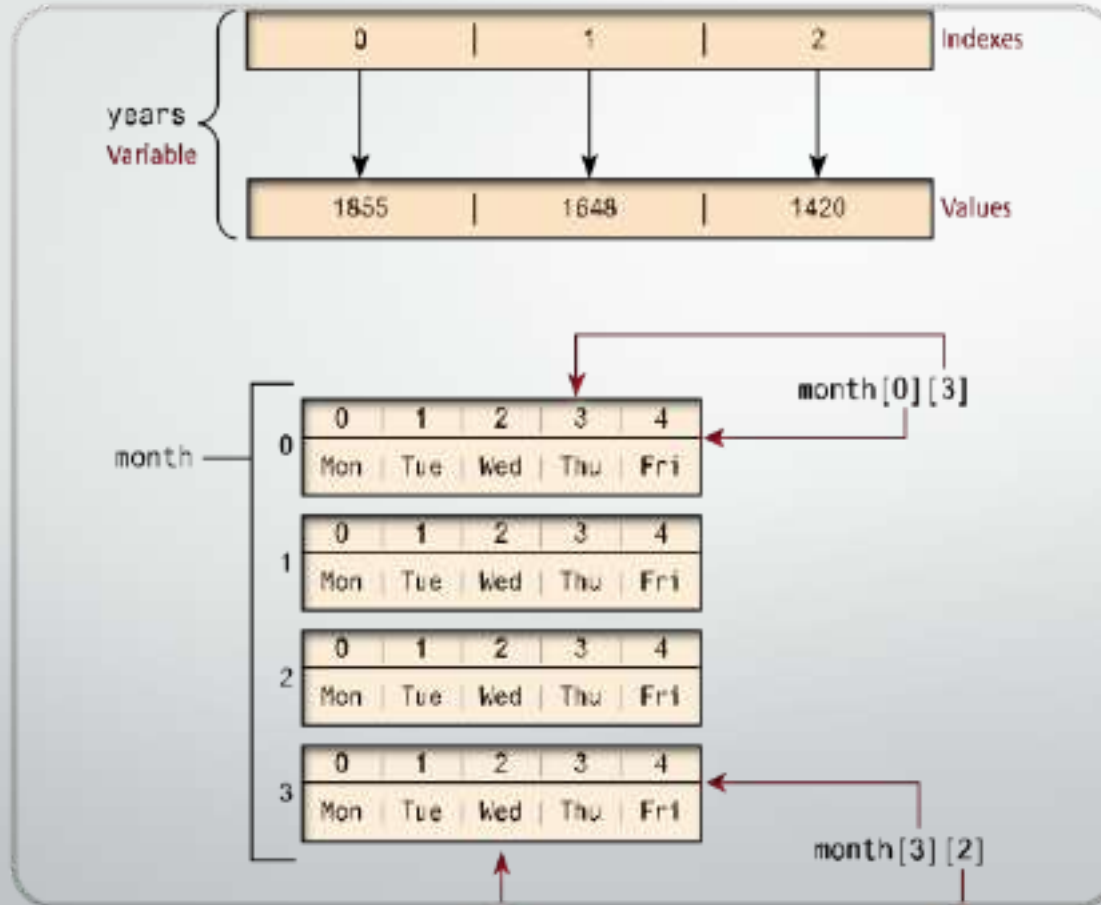 0 | 1 | 2 Indexes
years
Variable
1855 | 1648 | 1420 Values
month[0][3]
0 | 1 | 2 | 3 | 4
0
month
Mon | Tue | Wed | Thu | Fri
0 | 1 | 2 | 3 | 4
1
Mon | Tue | Wed | Thu | Fri
0 | 1 | 2 | 3 | 4
2
Mon | Tue | Wed | Thu | Fri
0 | 1 | 2 | 3 | 4
3
Mon | Tue | Wed | Thu | Fri
month[3][2]